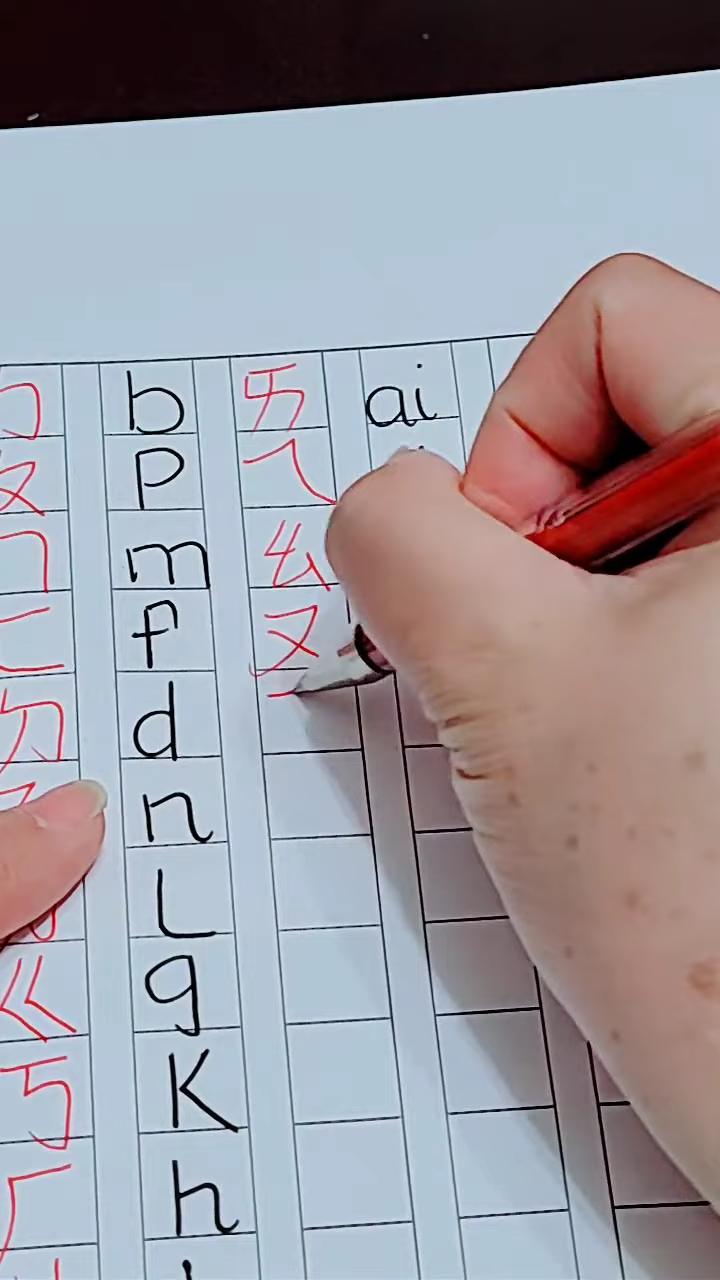 ㄅ b ㄞ ai
ㄆ p ㄟ
ㄇ m ㄠ
ㄈ f ㄡ
ㄉ d
n
L
ㄍ g
ㄎ K
ㄏ h